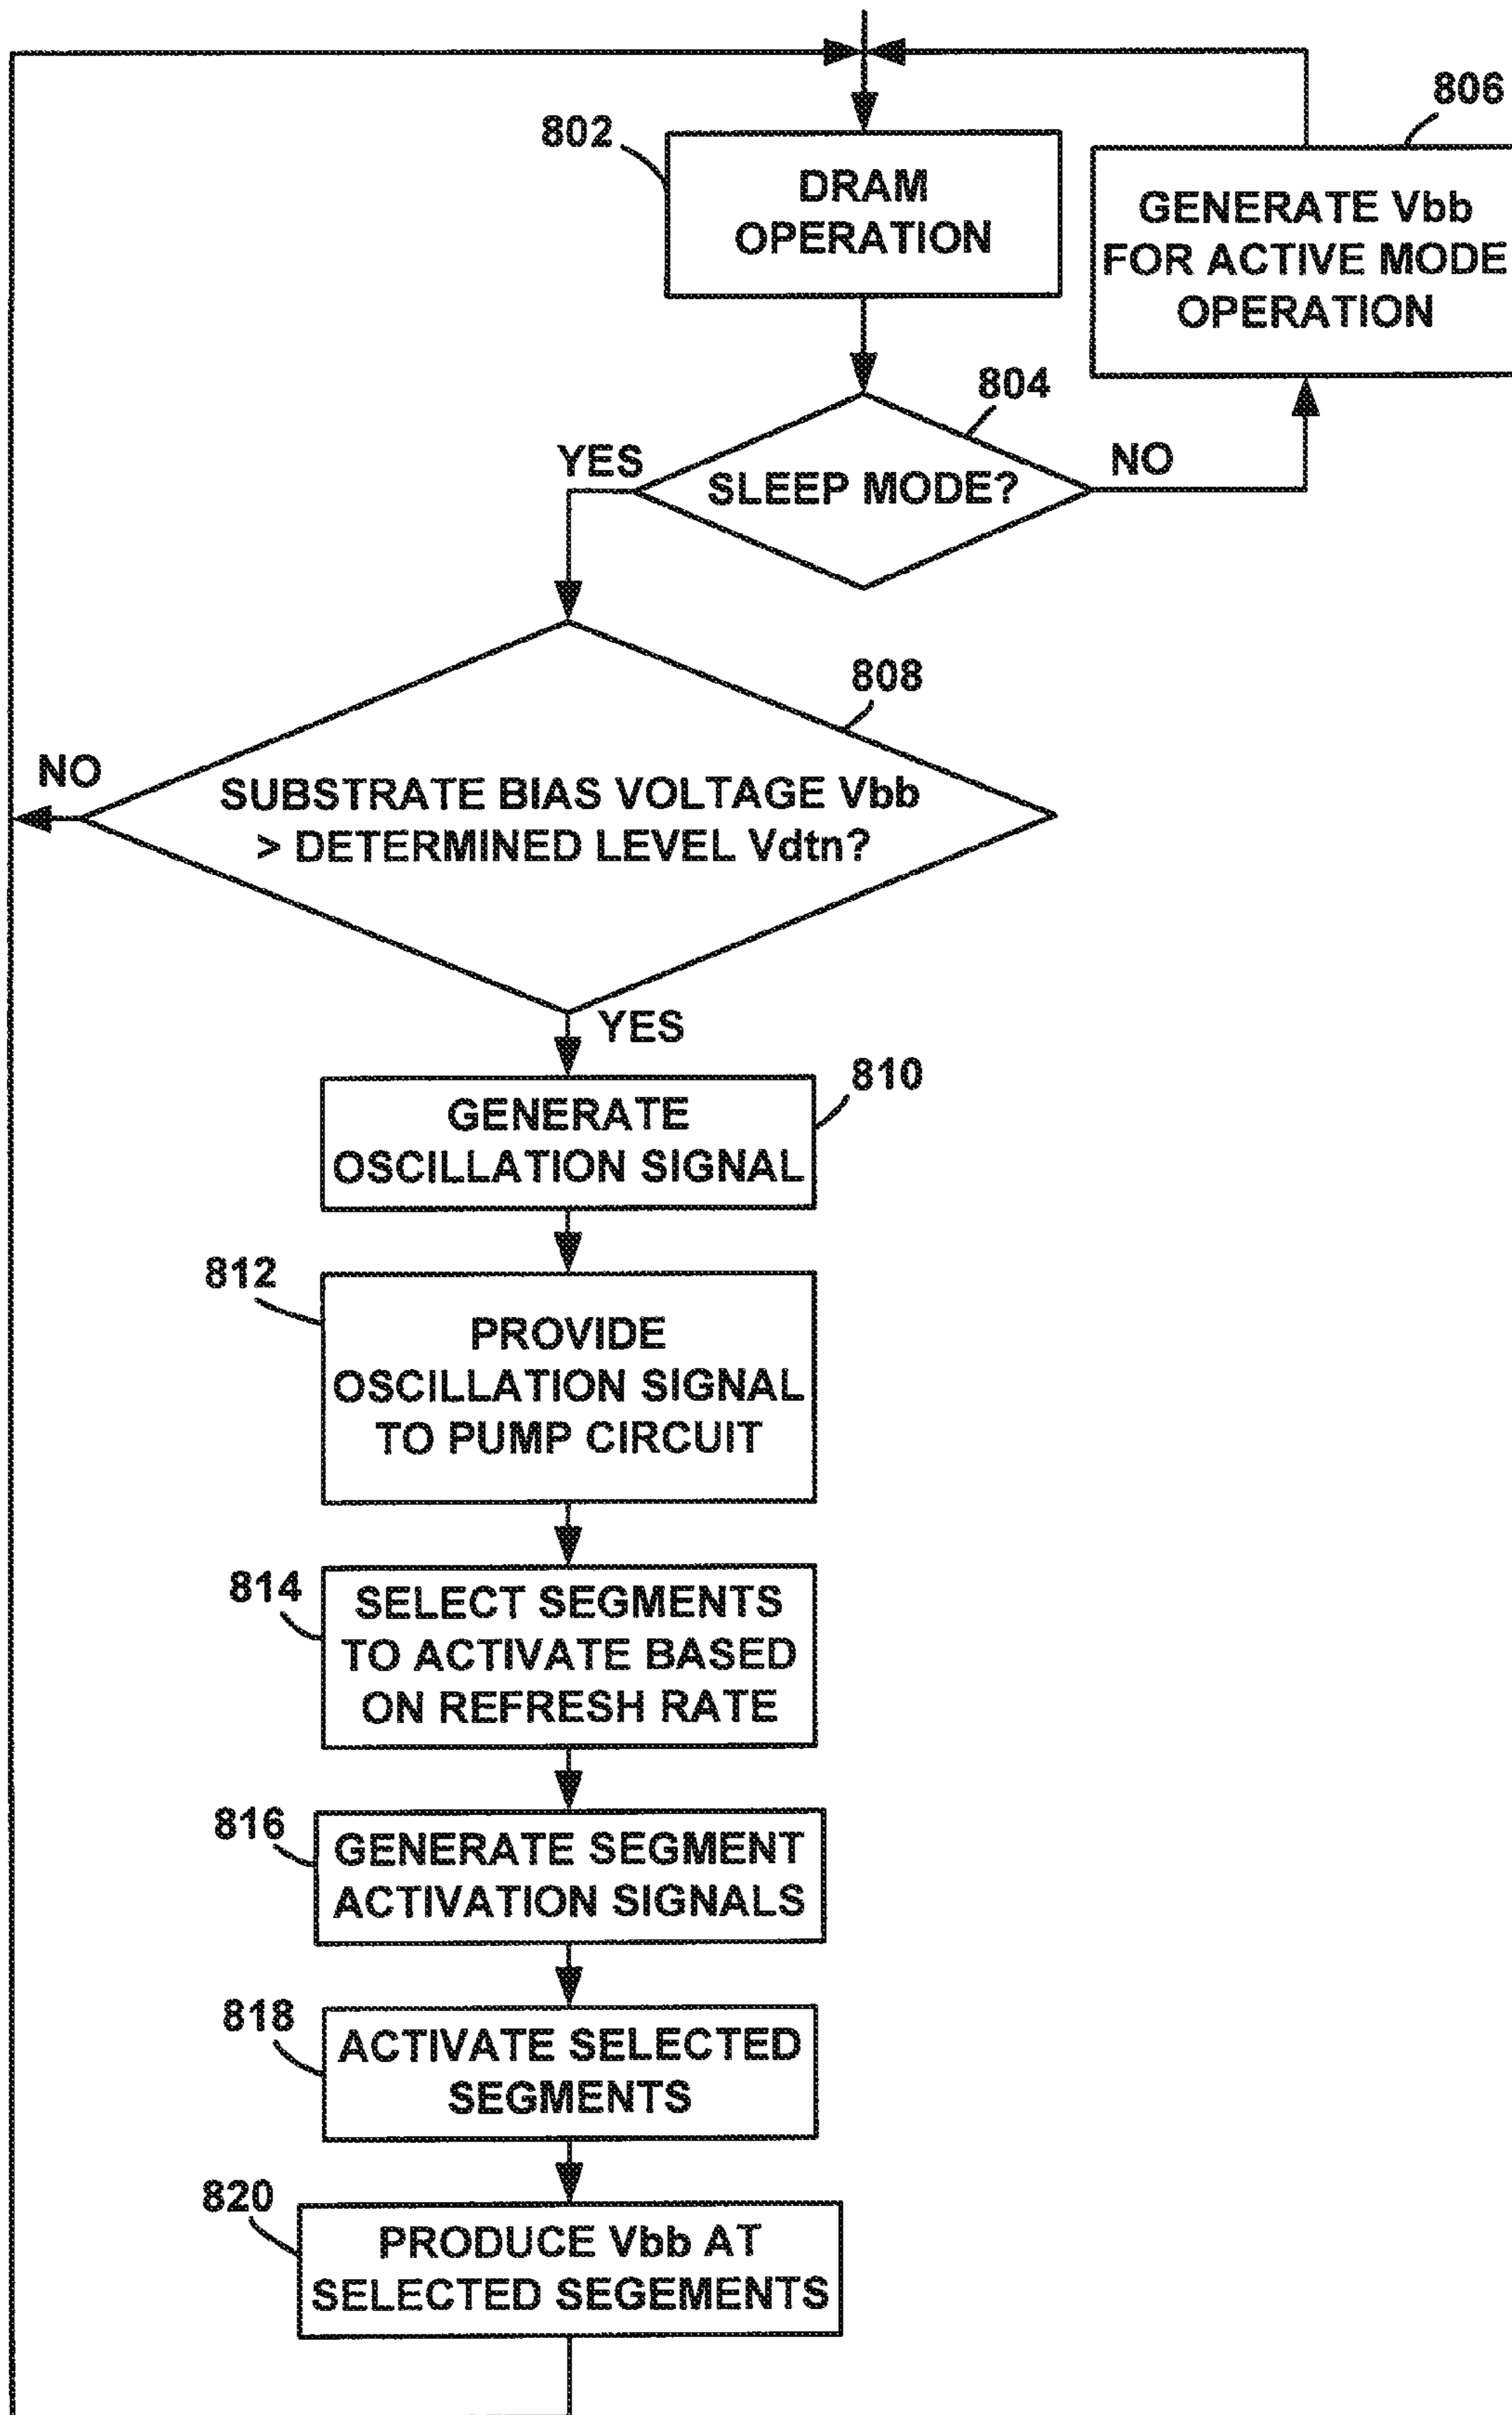 802
DRAM
OPERATION
806
GENERATE Vbb
FOR ACTIVE MODE
OPERATION
804
YES
SLEEP MODE?
NO
808
NO
SUBSTRATE BIAS VOLTAGE Vbb
> DETERMINED LEVEL Vdtn?
YES
810
GENERATE
OSCILLATION SIGNAL
812
PROVIDE
OSCILLATION SIGNAL
TO PUMP CIRCUIT
814
SELECT SEGMENTS
TO ACTIVATE BASED
ON REFRESH RATE
816
GENERATE SEGMENT
ACTIVATION SIGNALS
818
ACTIVATE SELECTED
SEGMENTS
820
PRODUCE Vbb AT
SELECTED SEGEMENTS